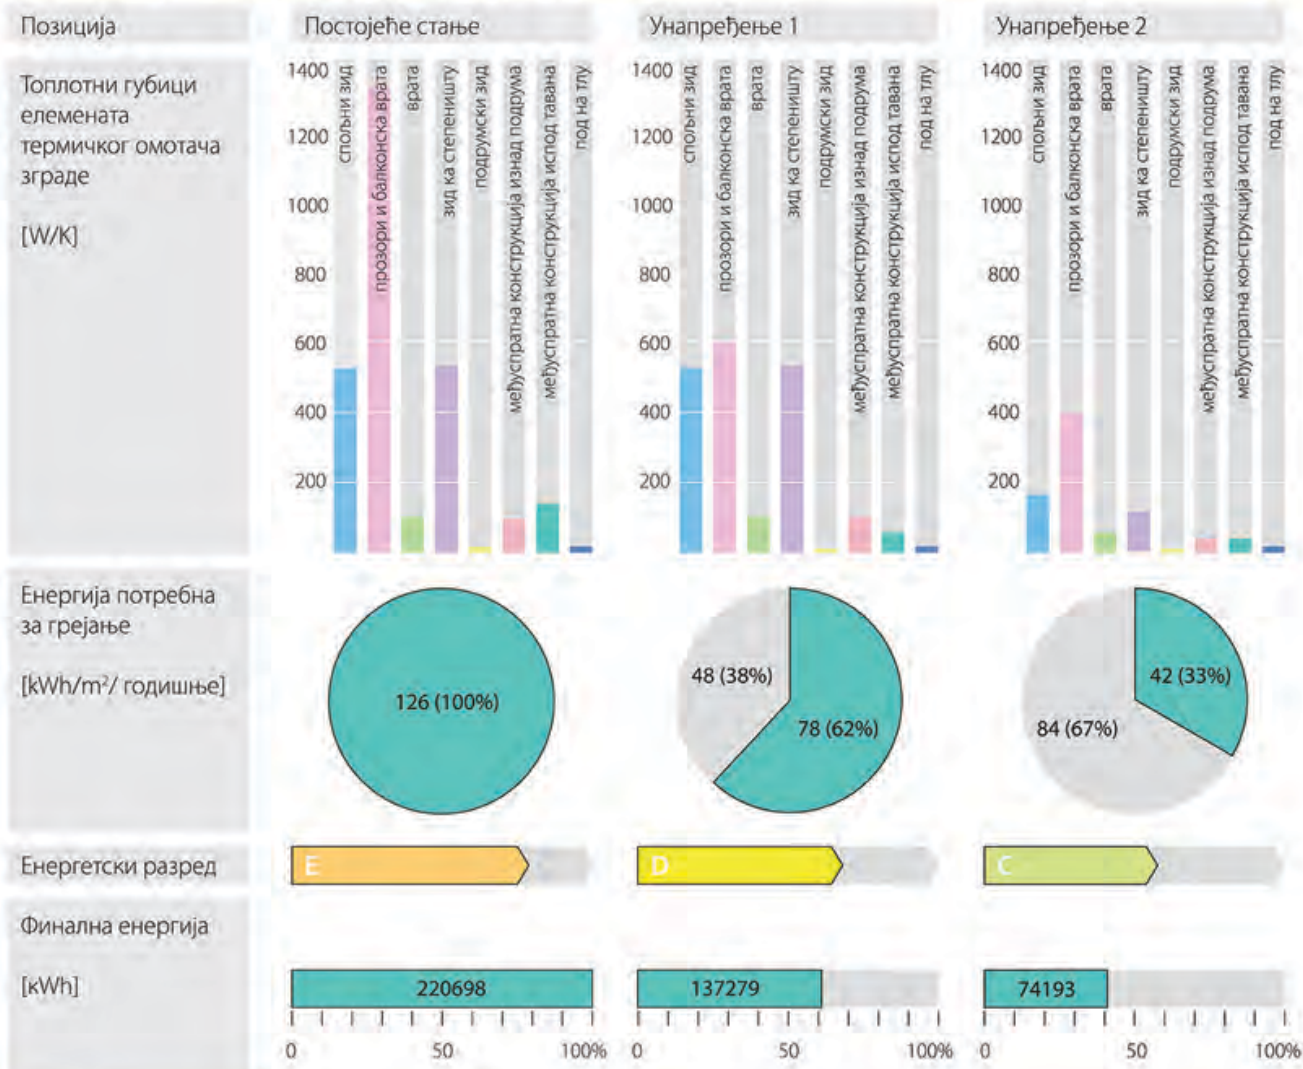 Позиција
Постојеће стање
Унапређење 1
Унапређење 2
Топлотни губици
елемената
термичког омотача
зграде
[W/K]
1400
1200
1000
800
600
400
200
спољни зид
прозори и балконска врата
врата
зид ка степеништу
подрумски зид
међуспратна конструкција изнад подрума
међуспратна конструкција испод тавана
под на тлу
1400
1200
1000
800
600
400
200
спољни зид
прозори и балконска врата
врата
зид ка степеништу
подрумски зид
међуспратна конструкција изнад подрума
међуспратна конструкција испод тавана
под на тлу
1400
1200
1000
800
600
400
200
спољни зид
прозори и балконска врата
врата
зид ка степеништу
подрумски зид
међуспратна конструкција изнад подрума
међуспратна конструкција испод тавана
под на тлу
Енергија потребна
за грејање
[kWh/m²/ годишње]
126 (100%)
48 (38%)
78 (62%)
42 (33%)
84 (67%)
Енергетски разред
E
D
C
Финална енергија
[кWh]
220698
137279
74193
0 50 100%
0 50 100%
0 50 100%